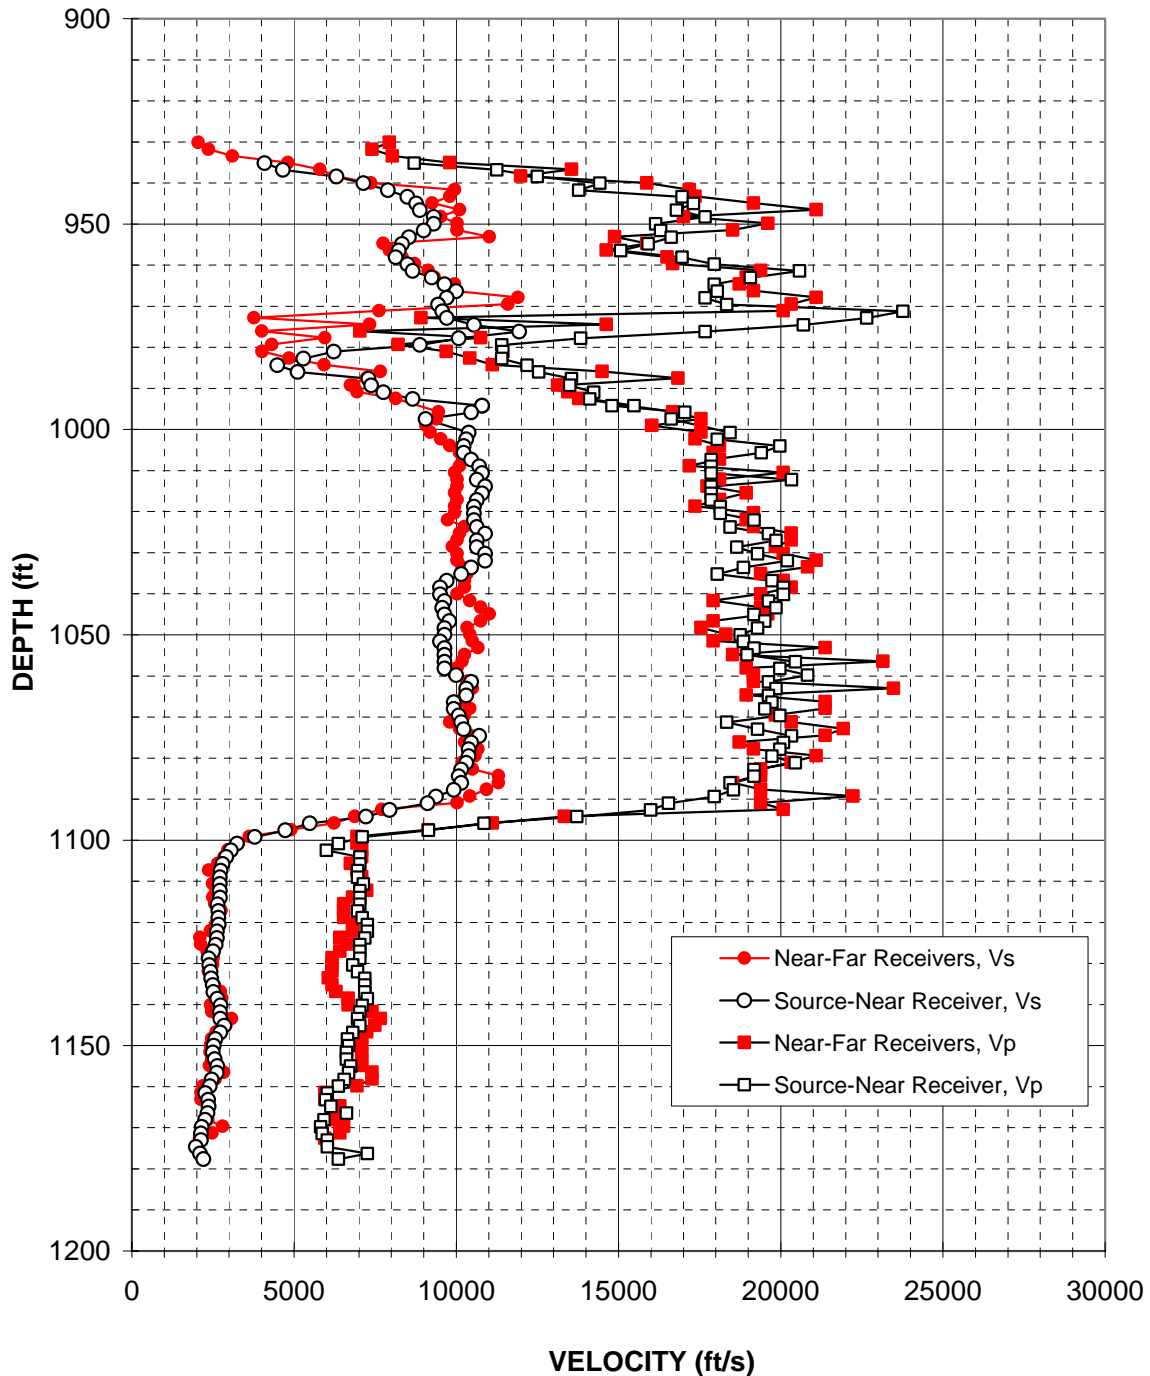 900
950
1000
1050
1100
1150
1200
DEPTH (ft)
Near-Far Receivers, Vs
Source-Near Receiver, Vs
Near-Far Receivers, Vp
Source-Near Receiver, Vp
0 5000 10000 15000 20000 25000 30000
VELOCITY (ft/s)